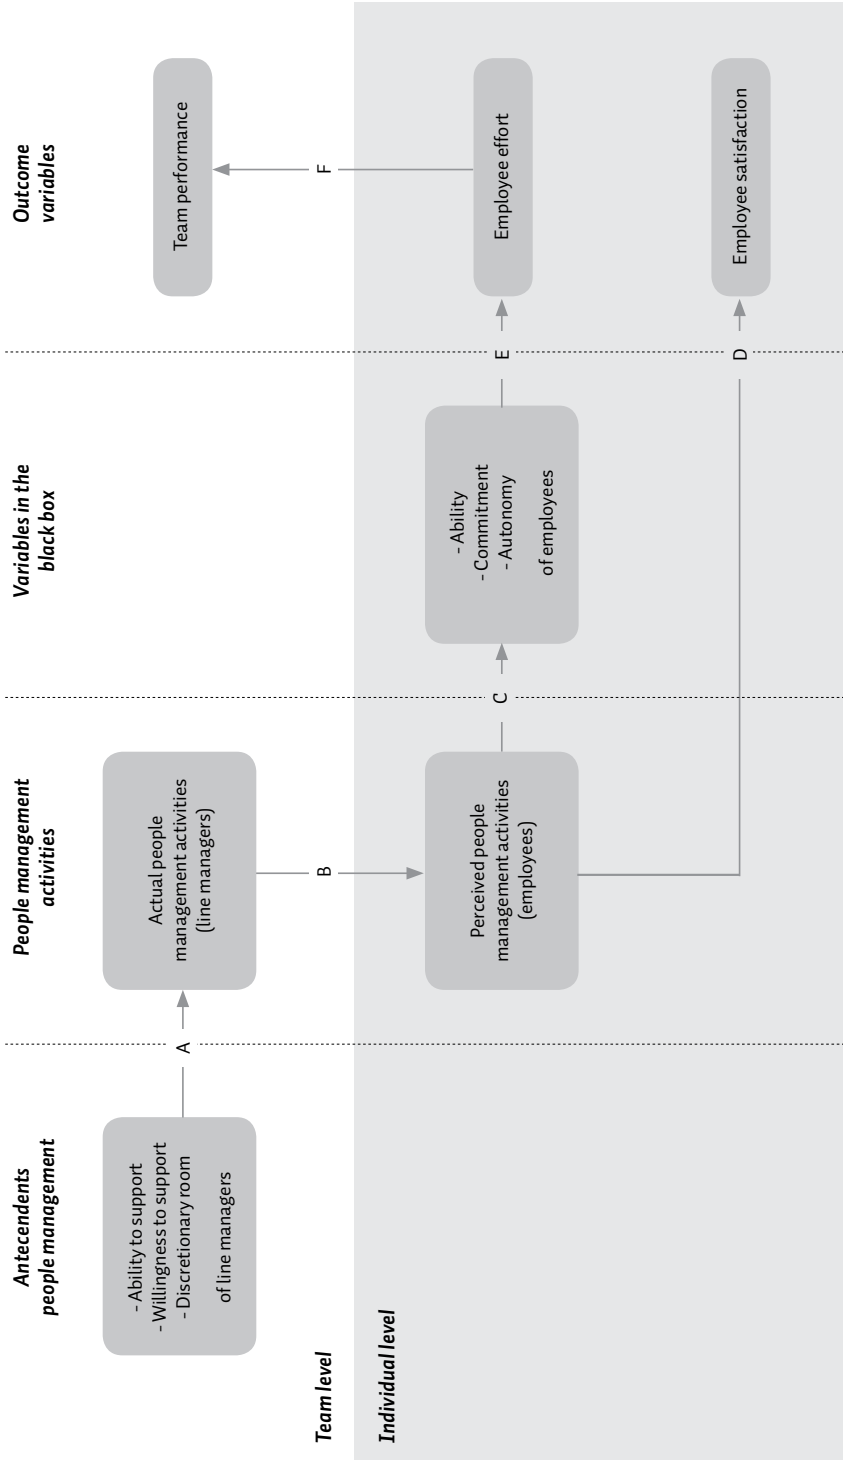 Antecendents
people management
People management
activities
Variables in the
black box
Outcome
variables
- Ability to support
- Willingness to support
- Discretionary room
of line managers
A
Actual people
management activities
(line managers)
Team performance
B
F
Team level
Individual level
Perceived people
management activities
(employees)
C
- Ability
- Commitment
- Autonomy
of employees
E
Employee effort
D
Employee satisfaction